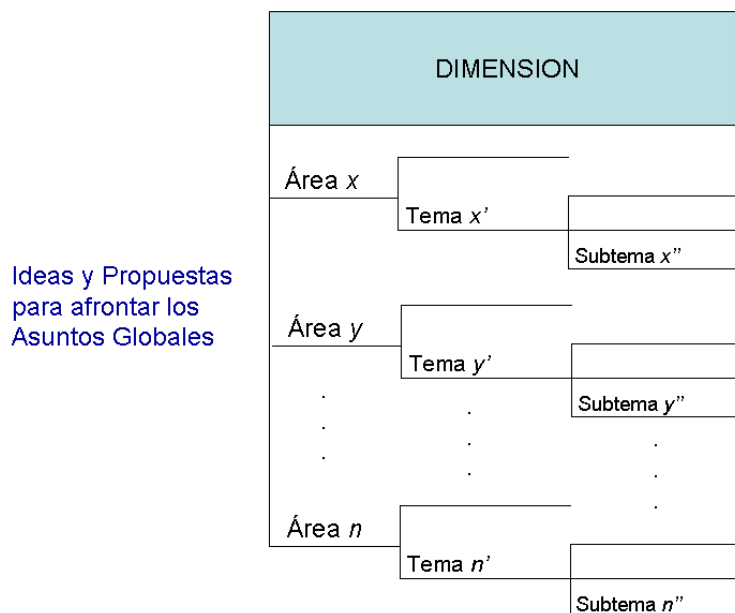 DIMENSION
Área x
Tema x’
Subtema x’’
Ideas y Propuestas
para afrontar los
Asuntos Globales
Área y
Tema y’
Subtema y’’
Área n
Tema n’
Subtema n’’